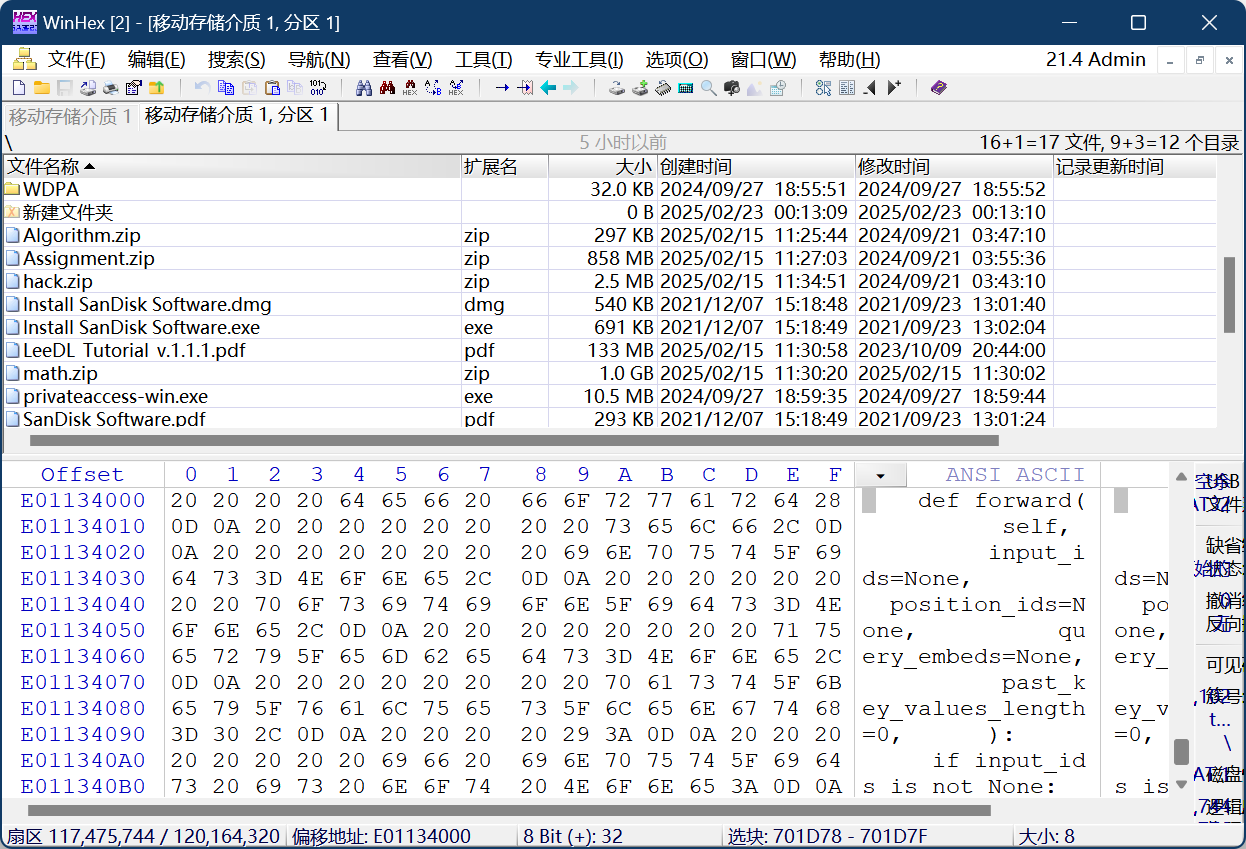 WinHex [2] - [移动存储介质 1, 分区 1]
文件(F) 编辑(E) 搜索(S) 导航(N) 查看(V) 工具(T) 专业工具(I) 选项(O) 窗口(W) 帮助(H) 21.4 Admin
移动存储介质 1 移动存储介质 1, 分区 1
\ 5 小时以前 16+1=17 文件, 9+3=12 个目录
文件名称 扩展名 大小 创建时间 修改时间 记录更新时间
WDPA 32.0 KB 2024/09/27 18:55:51 2024/09/27 18:55:52
新建文件夹 0 B 2025/02/23 00:13:09 2025/02/23 00:13:10
Algorithm.zip zip 297 KB 2025/02/15 11:25:44 2024/09/21 03:47:10
Assignment.zip zip 858 MB 2025/02/15 11:27:03 2024/09/21 03:55:36
hack.zip zip 2.5 MB 2025/02/15 11:34:51 2024/09/21 03:43:10
Install SanDisk Software.dmg dmg 540 KB 2021/12/07 15:18:48 2021/09/23 13:01:40
Install SanDisk Software.exe exe 691 KB 2021/12/07 15:18:49 2021/09/23 13:02:04
LeeDL Tutorial v.1.1.1.pdf pdf 133 MB 2025/02/15 11:30:58 2023/10/09 20:44:00
math.zip zip 1.0 GB 2025/02/15 11:30:20 2025/02/15 11:30:02
privateaccess-win.exe exe 10.5 MB 2024/09/27 18:59:35 2024/09/27 18:59:44
SanDisk Software.pdf pdf 293 KB 2021/12/07 15:18:49 2021/09/23 13:01:24
Offset 0 1 2 3 4 5 6 7 8 9 A B C D E F ANSI ASCII
E01134000 20 20 20 20 64 65 66 20 66 6F 72 77 61 72 64 28 def forward(
E01134010 0D 0A 20 20 20 20 20 20 20 20 73 65 6C 66 2C 0D self,
E01134020 0A 20 20 20 20 20 20 20 20 69 6E 70 75 74 5F 69 input_i
E01134030 64 73 3D 4E 6F 6E 65 2C 0D 0A 20 20 20 20 20 20 ds=None, ds=N
E01134040 20 20 70 6F 73 69 74 69 6F 6E 5F 69 64 73 3D 4E position_ids=N po
E01134050 6F 6E 65 2C 0D 0A 20 20 20 20 20 20 20 20 71 75 one, qu one,
E01134060 65 72 79 5F 65 6D 62 65 64 73 3D 4E 6F 6E 65 2C ery_embeds=None, ery_
E01134070 0D 0A 20 20 20 20 20 20 20 20 70 61 73 74 5F 6B past_k
E01134080 65 79 5F 76 61 6C 75 65 73 5F 6C 65 6E 67 74 68 ey_values_length ey_v
E01134090 3D 30 2C 0D 0A 20 20 20 20 29 3A 0D 0A 20 20 20 =0, ): =0,
E011340A0 20 20 20 20 20 69 66 20 69 6E 70 75 74 5F 69 64 if input_id
E011340B0 73 20 69 73 20 6E 6F 74 20 4E 6F 6E 65 3A 0D 0A s is not None: s is
扇区 117,475,744 / 120,164,320 偏移地址: E01134000 8 Bit (+): 32 选块: 701D78 - 701D7F 大小: 8